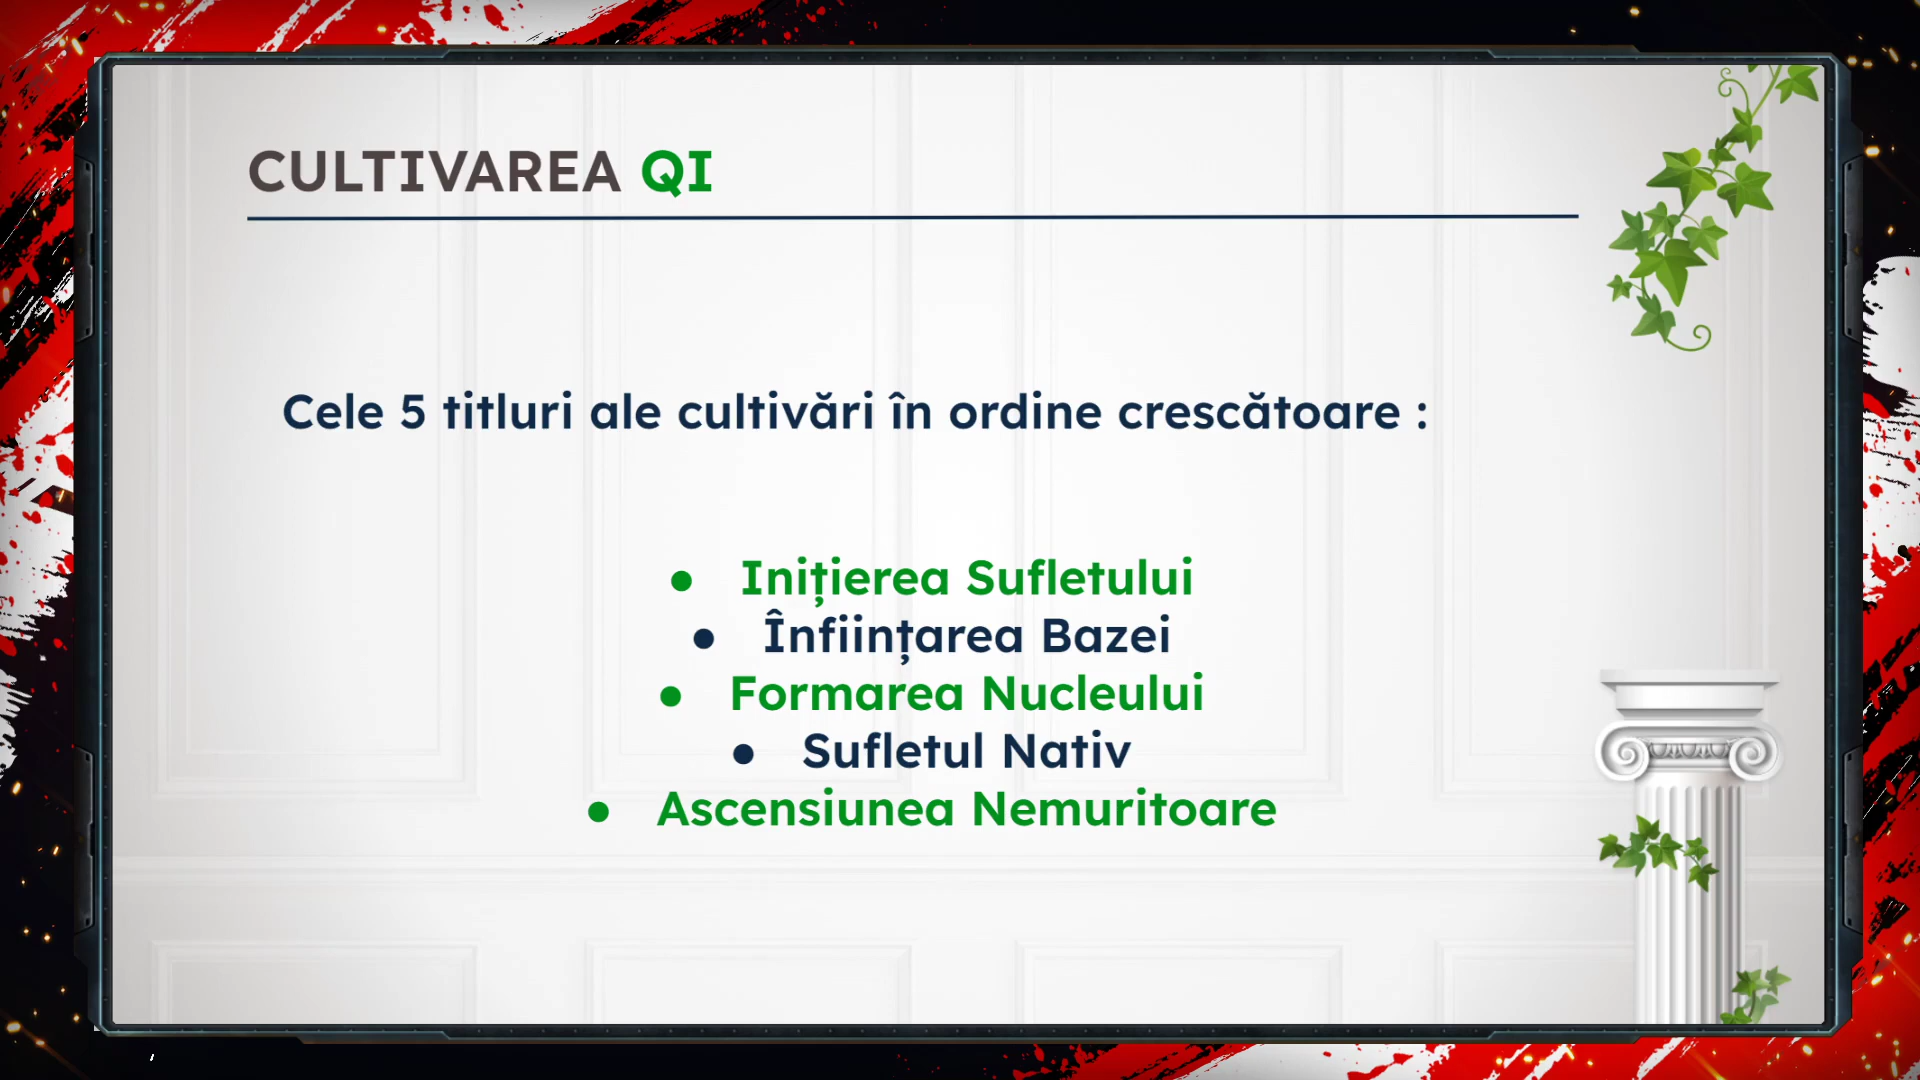 CULTIVAREA QI
Cele 5 titluri ale cultivări în ordine crescătoare :
● Inițierea Sufletului
● Înființarea Bazei
● Formarea Nucleului
● Sufletul Nativ
● Ascensiunea Nemuritoare